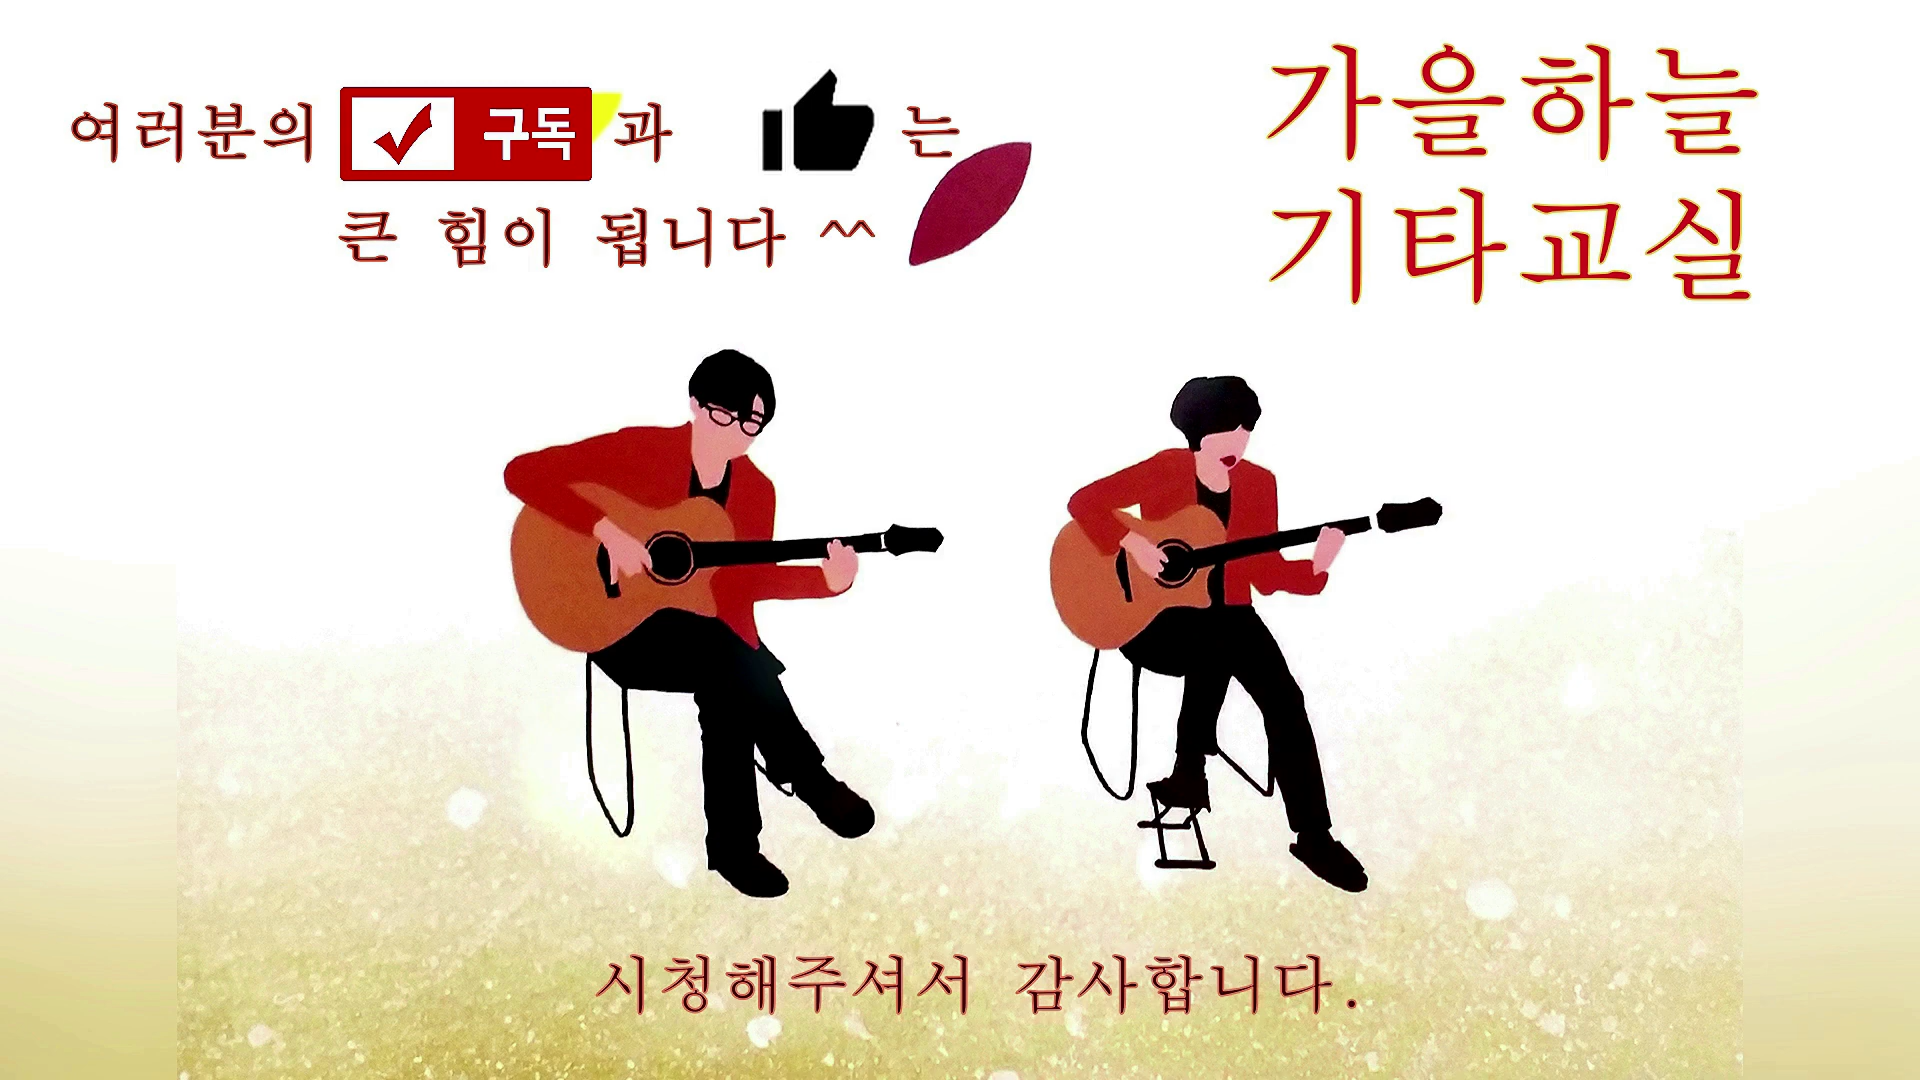 여러분의 구독과 는
큰 힘이 됩니다 ^^
가을하늘
기타교실
시청해주셔서 감사합니다.